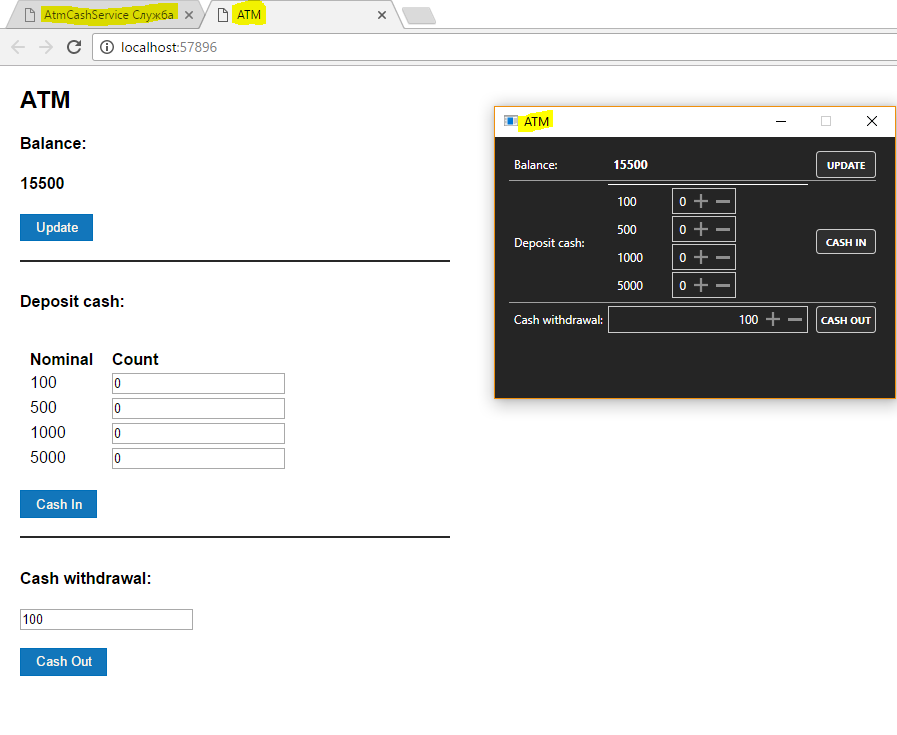 AtmCashService Служба
ATM
localhost:57896
ATM
Balance:
15500
Update
Deposit cash:
Nominal Count
100 0
500 0
1000 0
5000 0
Cash In
Cash withdrawal:
100
Cash Out
ATM
Balance: 15500 UPDATE
100 0
500 0
Deposit cash: CASH IN
1000 0
5000 0
Cash withdrawal: 100 CASH OUT